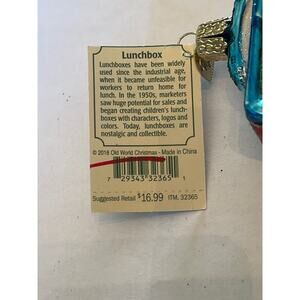 Lunchbox
Lunchboxes have been widely
used since the industrial age,
when it became unfeasible for
workers to return home for
lunch. In the 1950s, marketers
saw huge potential for sales and
began creating children's lunch-
boxes with characters, logos and
colors. Today, lunchboxes are
nostalgic and collectible.
© 2018 Old World Christmas - Made in China
7 29343 32365 1
Suggested Retail $16.99 ITM. 32365